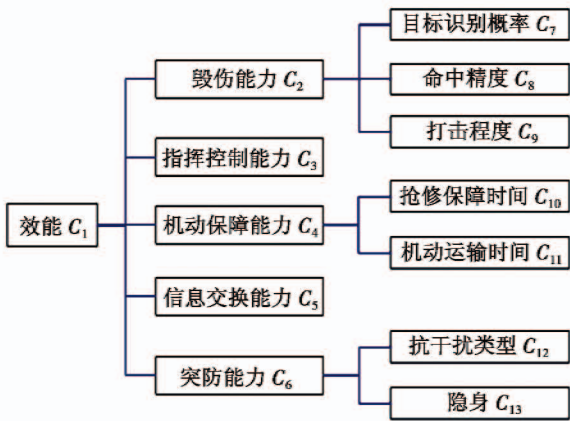 效能 C₁
毁伤能力 C₂
指挥控制能力 C₃
机动保障能力 C₄
信息交换能力 C₅
突防能力 C₆
目标识别概率 C₇
命中精度 C₈
打击程度 C₉
抢修保障时间 C₁₀
机动运输时间 C₁₁
抗干扰类型 C₁₂
隐身 C₁₃